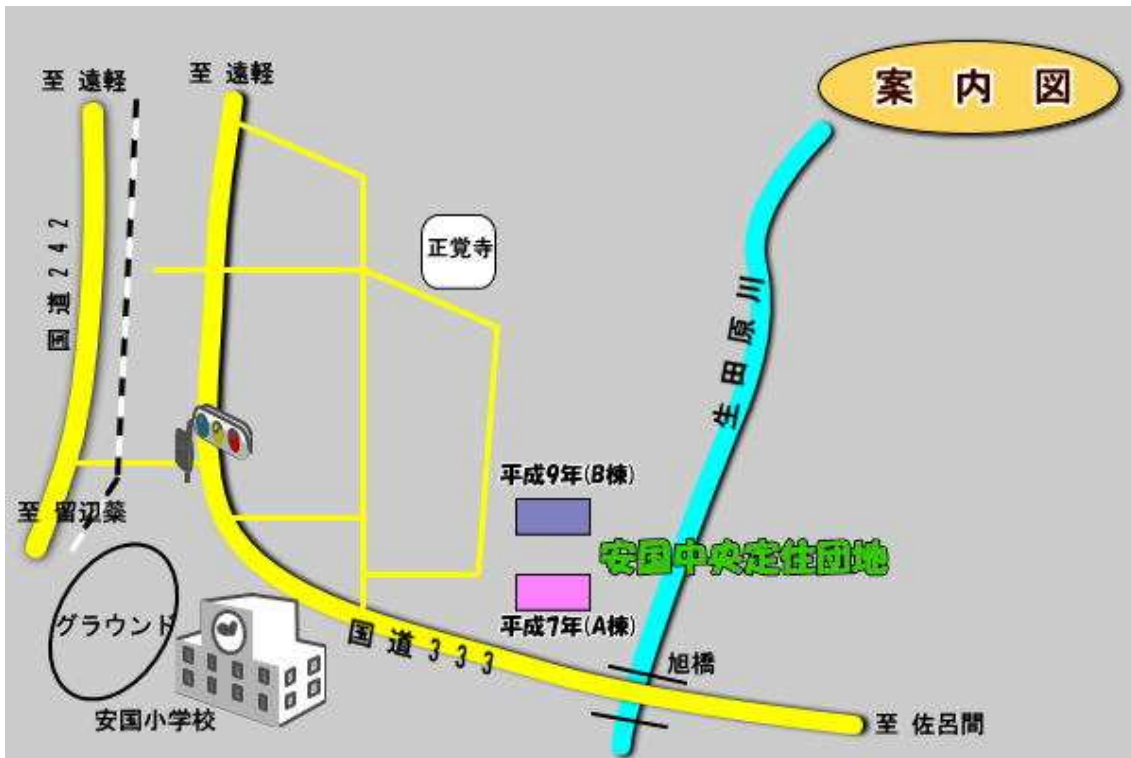 案内図
至 遠軽
至 遠軽
国道242
正覚寺
生田原川
平成9年(B棟)
至 留辺蘂
安国中央定住団地
平成7年(A棟)
グラウンド
国道333
旭橋
安国小学校
至 佐呂間